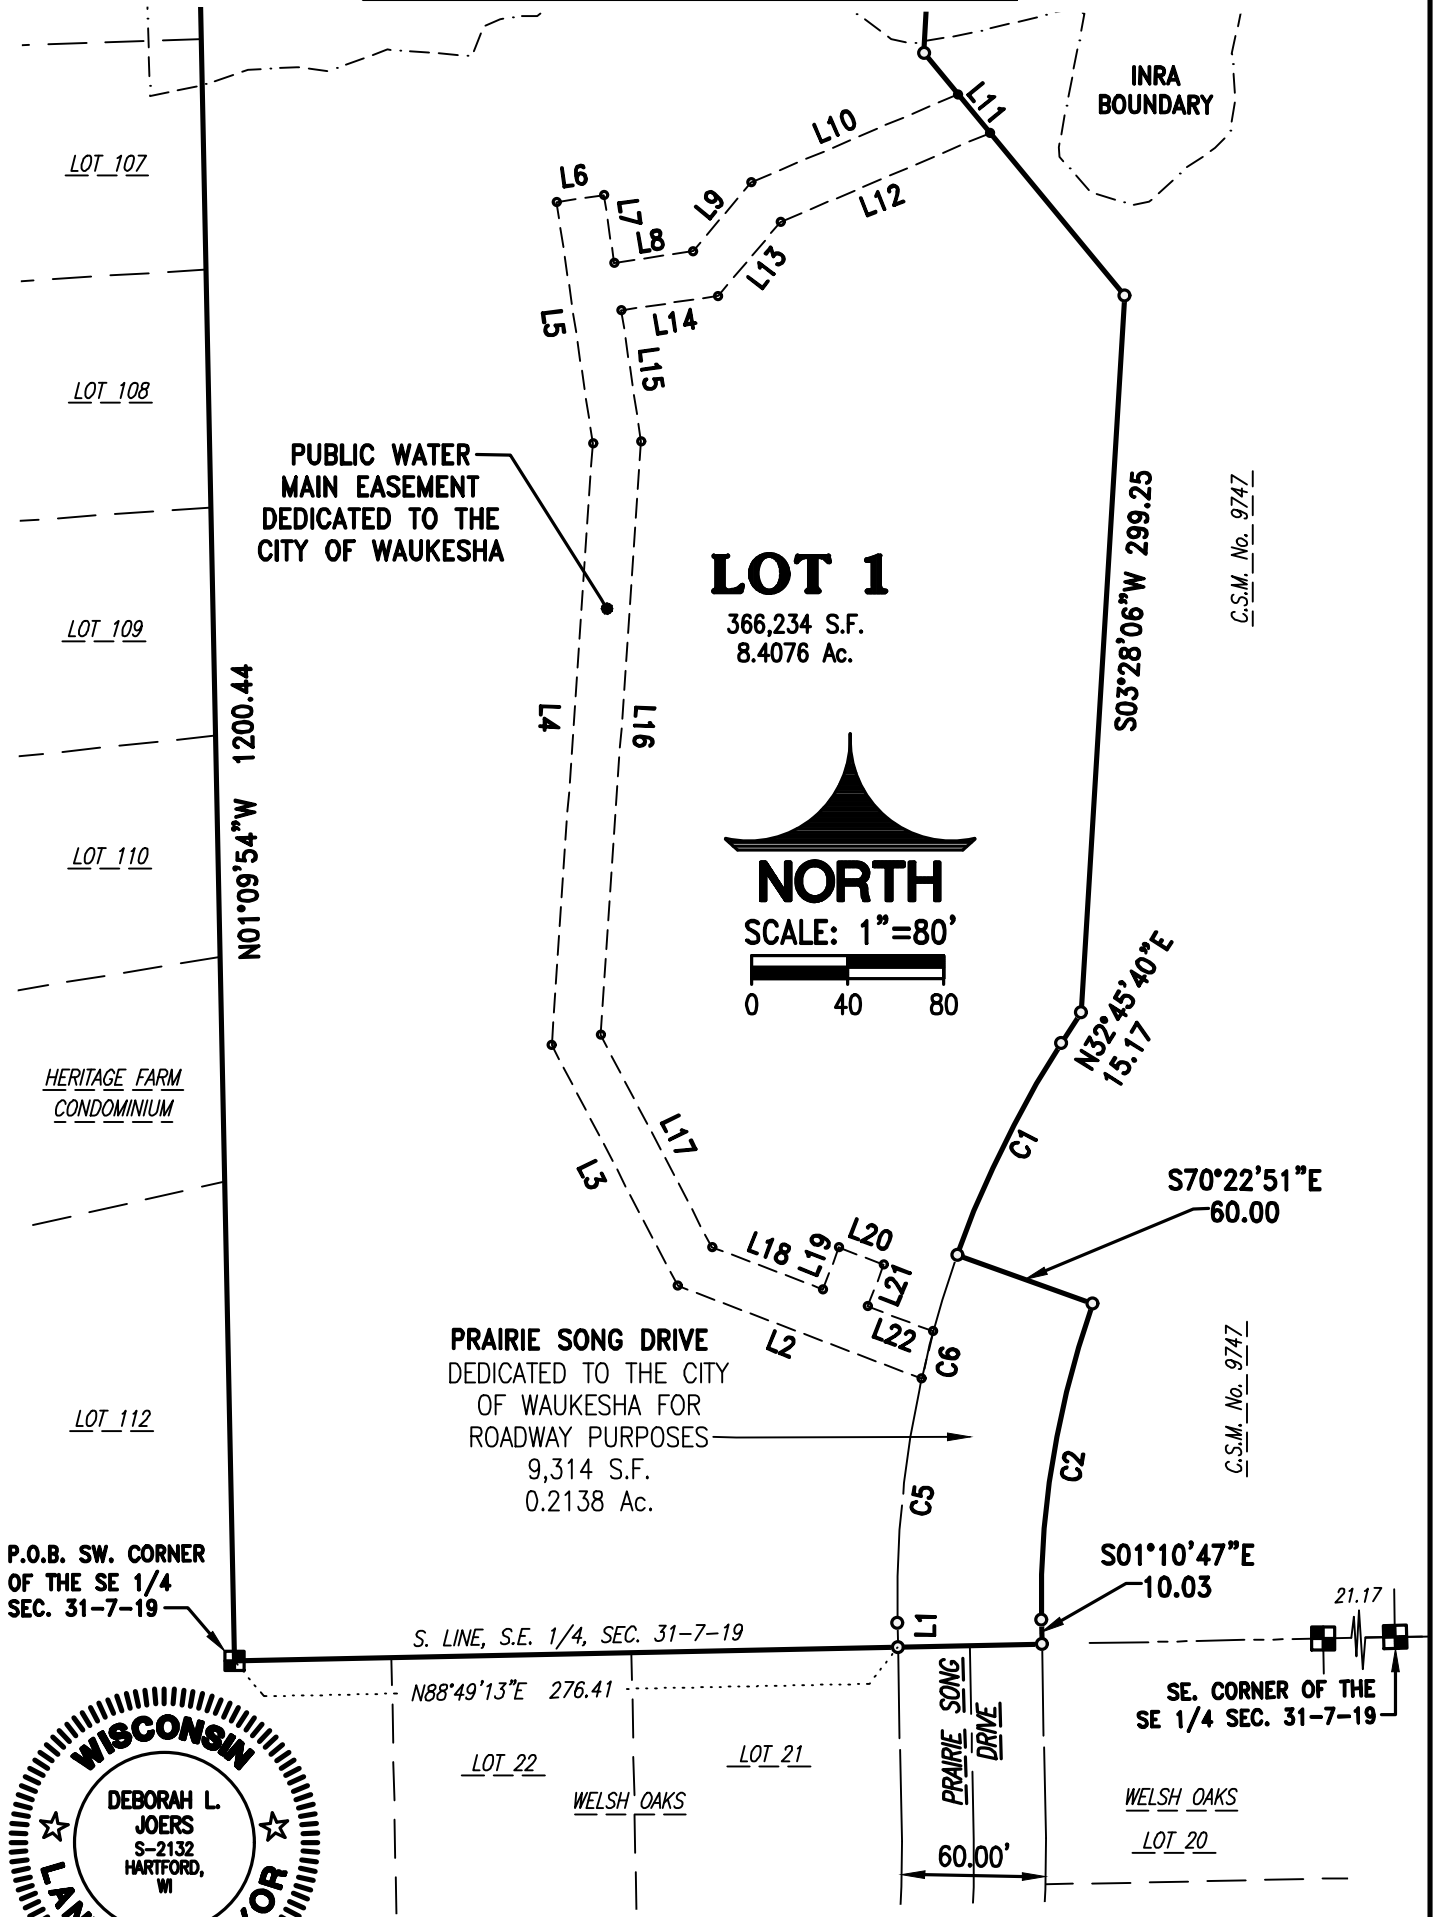 INRA
BOUNDARY
L11
L10
LOT 107
L6
L7
L9
L12
L8
L13
L5
L14
L15
LOT 108
PUBLIC WATER
MAIN EASEMENT
DEDICATED TO THE
CITY OF WAUKESHA
S03°28'06"W 299.25
C.S.M. No. 9747
LOT 1
366,234 S.F.
8.4076 Ac.
LOT 109
N01°09'54"W 1200.44
L4
L16
LOT 110
NORTH
SCALE: 1"=80'
0 40 80
N32°45'40"E
15.17
HERITAGE FARM
CONDOMINIUM
L17
C1
L3
S70°22'51"E
60.00
L18
L19
L20
L21
L22
L2
C6
PRAIRIE SONG DRIVE
DEDICATED TO THE CITY
OF WAUKESHA FOR
ROADWAY PURPOSES
9,314 S.F.
0.2138 Ac.
C.S.M. No. 9747
LOT 112
C2
C5
P.O.B. SW. CORNER
OF THE SE 1/4
SEC. 31-7-19
S01°10'47"E
10.03
21.17
L1
S. LINE, S.E. 1/4, SEC. 31-7-19
N88°49'13"E 276.41
SE. CORNER OF THE
SE 1/4 SEC. 31-7-19
PRAIRIE SONG
DRIVE
LOT 22
LOT 21
WELSH OAKS
WELSH OAKS
LOT 20
60.00'
WISCONSIN
DEBORAH L.
JOERS
S-2132
HARTFORD,
WI